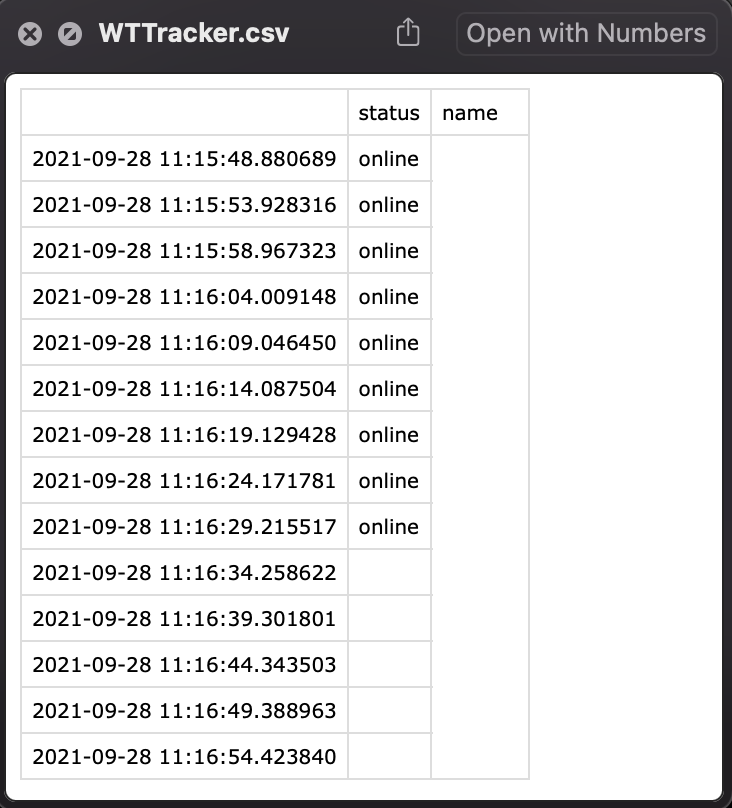 WTTracker.csv Open with Numbers
status name
2021-09-28 11:15:48.880689 online
2021-09-28 11:15:53.928316 online
2021-09-28 11:15:58.967323 online
2021-09-28 11:16:04.009148 online
2021-09-28 11:16:09.046450 online
2021-09-28 11:16:14.087504 online
2021-09-28 11:16:19.129428 online
2021-09-28 11:16:24.171781 online
2021-09-28 11:16:29.215517 online
2021-09-28 11:16:34.258622
2021-09-28 11:16:39.301801
2021-09-28 11:16:44.343503
2021-09-28 11:16:49.388963
2021-09-28 11:16:54.423840